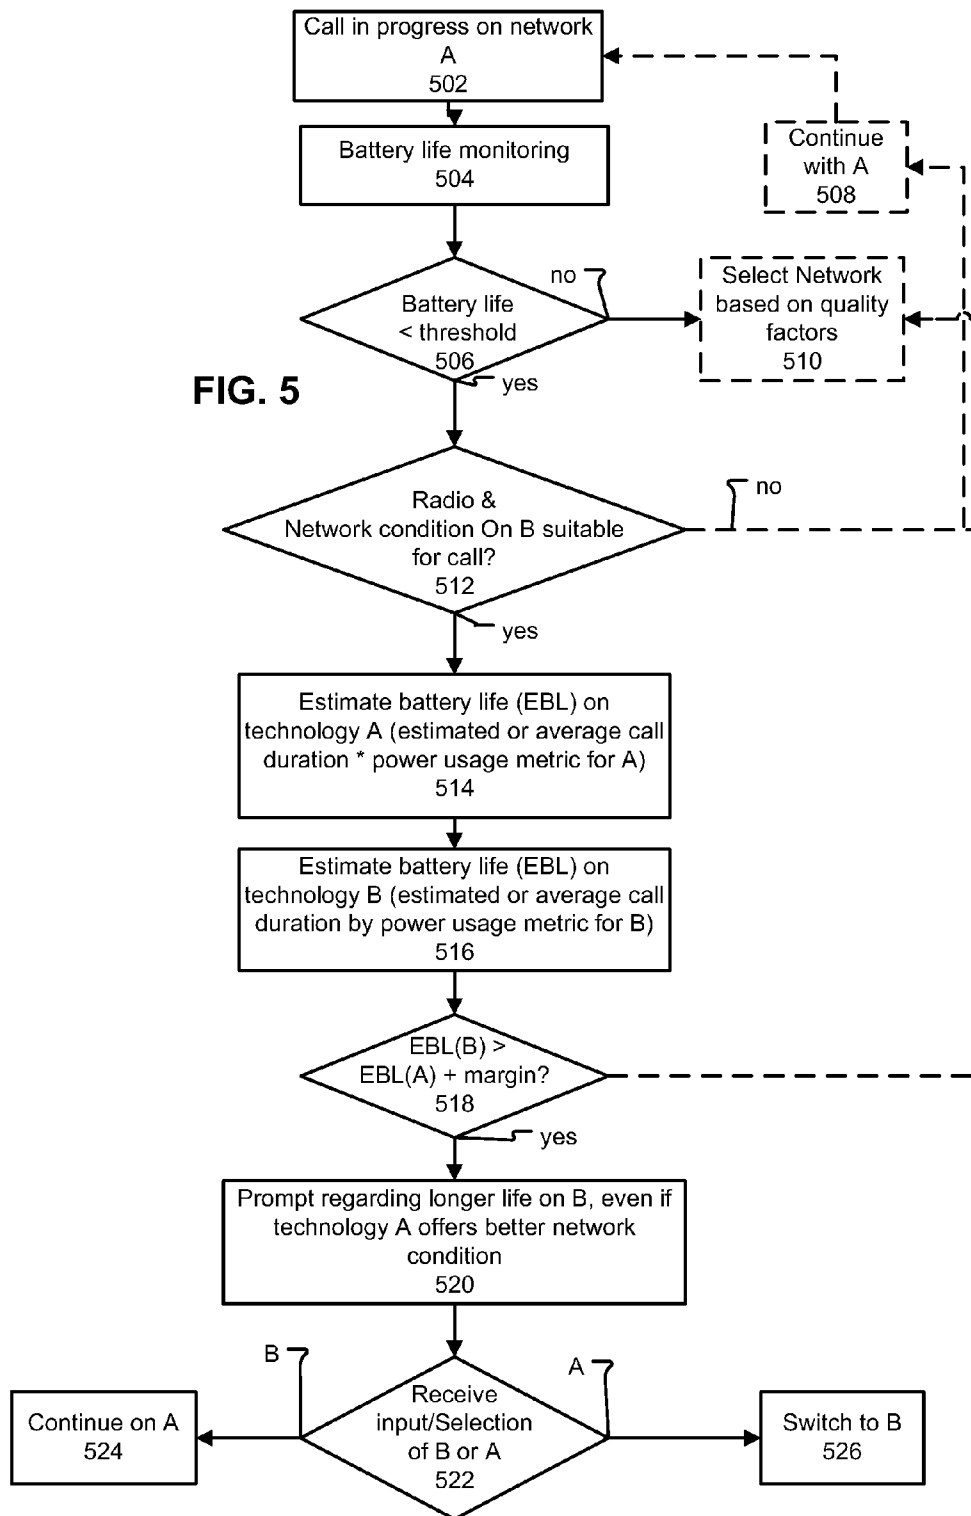 Call in progress on network
A
502
Battery life monitoring
504
Continue
with A
508
no
Battery life
< threshold
506
Select Network
based on quality
factors
510
FIG. 5
yes
Radio &
Network condition On B suitable
for call?
512
no
yes
Estimate battery life (EBL) on
technology A (estimated or average call
duration * power usage metric for A)
514
Estimate battery life (EBL) on
technology B (estimated or average call
duration by power usage metric for B)
516
EBL(B) >
EBL(A) + margin?
518
yes
Prompt regarding longer life on B, even if
technology A offers better network
condition
520
B
A
Receive
input/Selection
of B or A
522
Continue on A
524
Switch to B
526